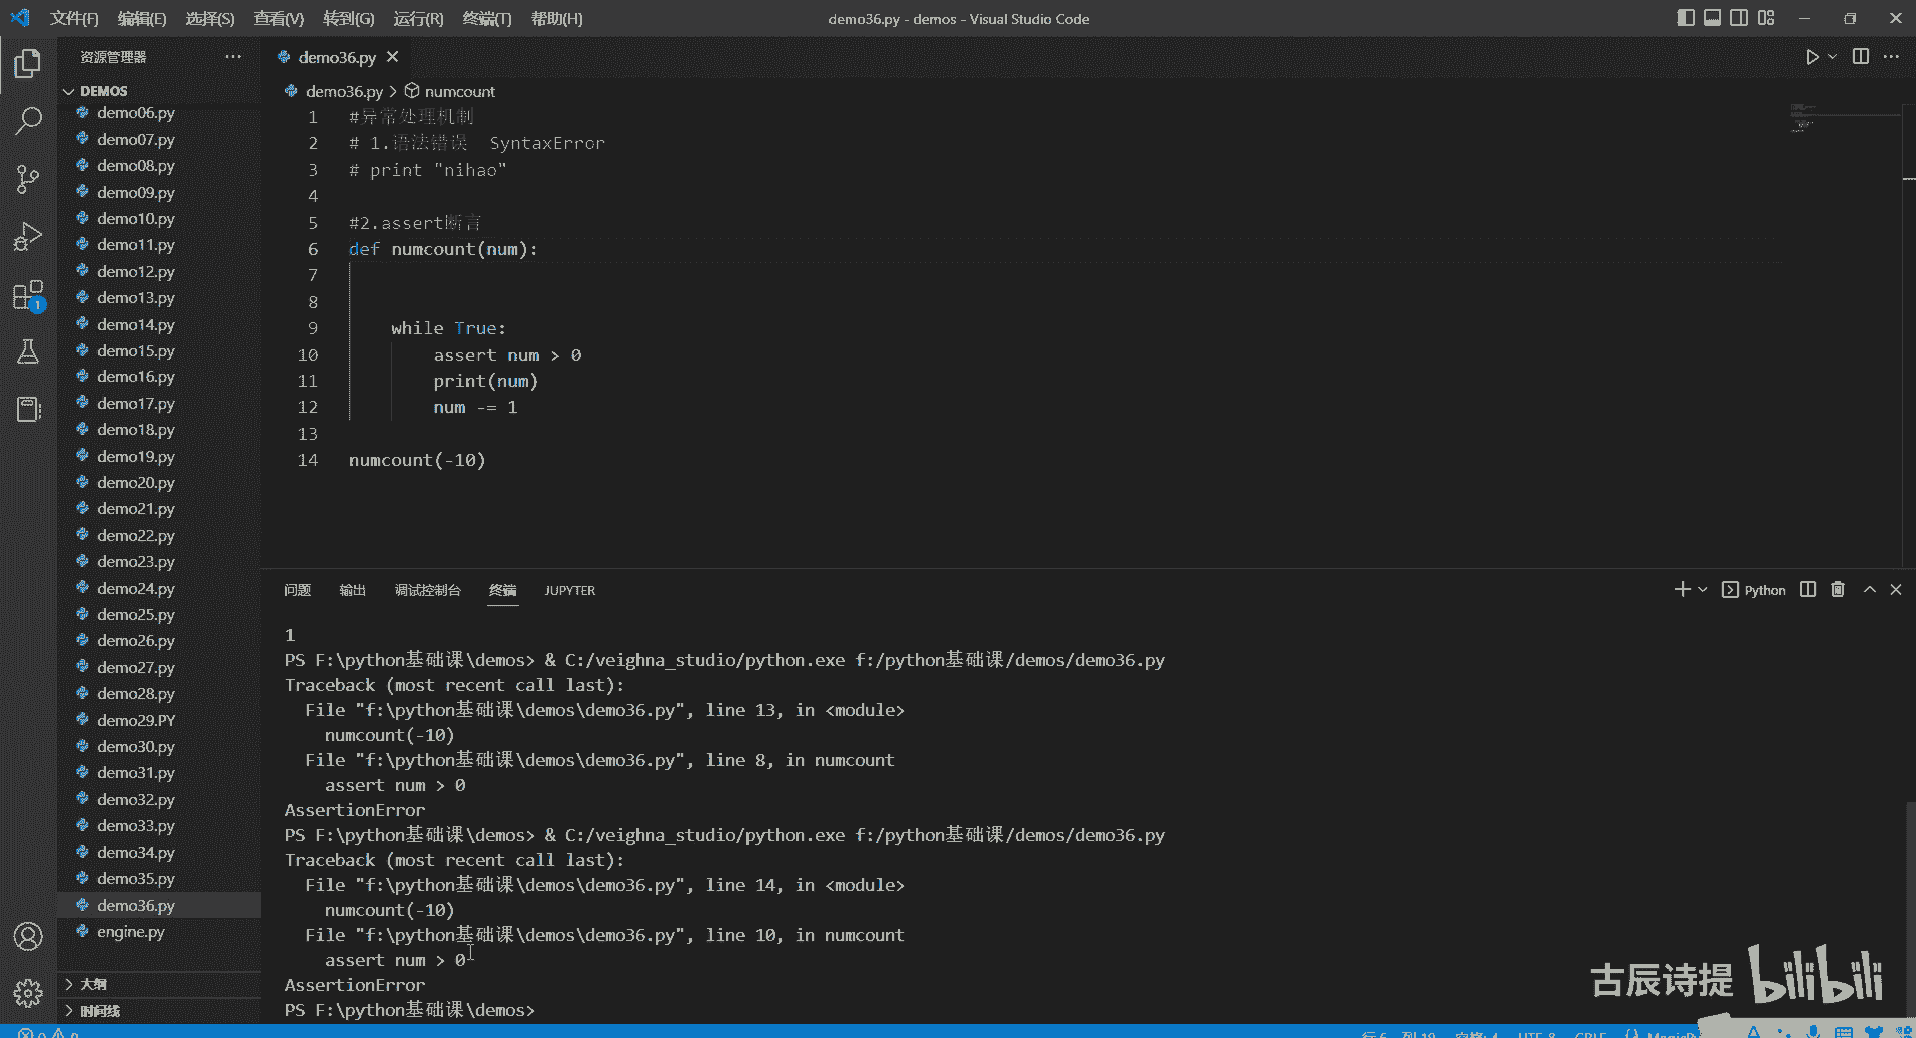 文件(F) 编辑(E) 选择(S) 查看(V) 转到(G) 运行(R) 终端(T) 帮助(H)
demo36.py - demos - Visual Studio Code
资源管理器
DEMOS
demo06.py
demo07.py
demo08.py
demo09.py
demo10.py
demo11.py
demo12.py
demo13.py
demo14.py
demo15.py
demo16.py
demo17.py
demo18.py
demo19.py
demo20.py
demo21.py
demo22.py
demo23.py
demo24.py
demo25.py
demo26.py
demo27.py
demo28.py
demo29.PY
demo30.py
demo31.py
demo32.py
demo33.py
demo34.py
demo35.py
demo36.py
engine.py
大纲
时间线
1
demo36.py
demo36.py > numcount
1 #异常处理机制
2 # 1.语法错误  SyntaxError
3 # print "nihao"
4
5 #2.assert断言
6 def numcount(num):
7
8
9     while True:
10         assert num > 0
11         print(num)
12         num -= 1
13
14 numcount(-10)
问题 输出 调试控制台 终端 JUPYTER
Python
1
PS F:\python基础课\demos> & C:/veighna_studio/python.exe f:/python基础课/demos/demo36.py
Traceback (most recent call last):
  File "f:\python基础课\demos\demo36.py", line 13, in <module>
    numcount(-10)
  File "f:\python基础课\demos\demo36.py", line 8, in numcount
    assert num > 0
AssertionError
PS F:\python基础课\demos> & C:/veighna_studio/python.exe f:/python基础课/demos/demo36.py
Traceback (most recent call last):
  File "f:\python基础课\demos\demo36.py", line 14, in <module>
    numcount(-10)
  File "f:\python基础课\demos\demo36.py", line 10, in numcount
    assert num > 0
AssertionError
PS F:\python基础课\demos>
古辰诗提 bilibili